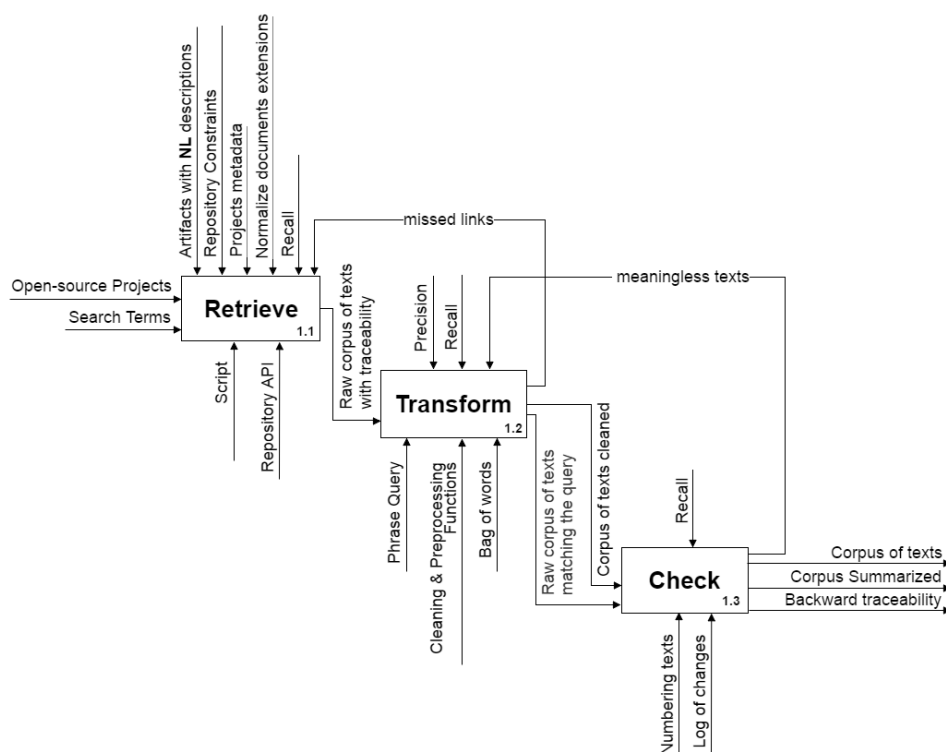 Artifacts with NL descriptions
Repository Constraints
Projects metadata
Normalize documents extensions
Recall
missed links
meaningless texts
Open-source Projects
Search Terms
Retrieve
1.1
Script
Repository API
Raw corpus of texts
with traceability
Precision
Recall
Transform
1.2
Phrase Query
Cleaning & Preprocessing
Functions
Bag of words
Raw corpus of texts
matching the query
Corpus of texts cleaned
Recall
Check
1.3
Corpus of texts
Corpus Summarized
Backward traceability
Numbering texts
Log of changes